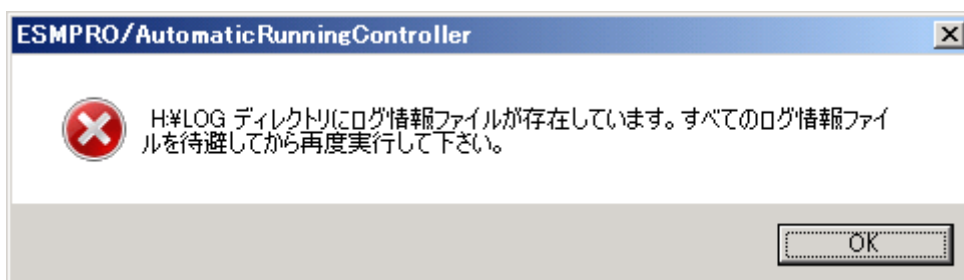 ESMPRO/AutomaticRunningController
H:¥LOG ディレクトリにログ情報ファイルが存在しています。すべてのログ情報ファイ
ルを待避してから再度実行して下さい。
OK